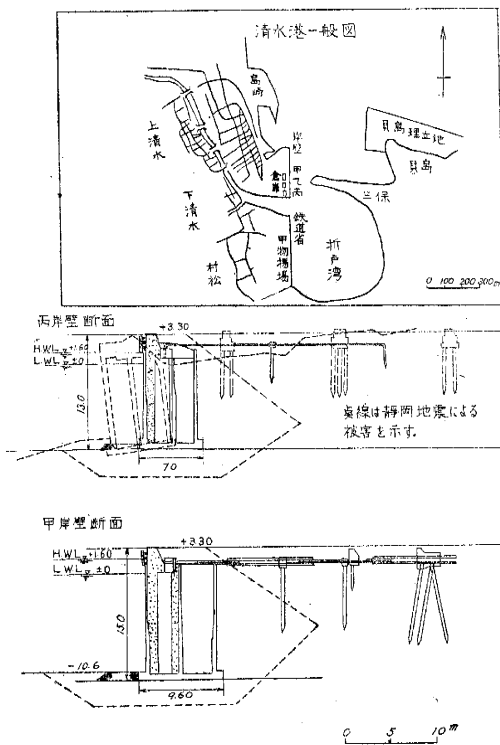 清水港一般図
島崎
上清水
岸壁
甲乙丙
倉庫
貝島埋立地
貝島
三保
下清水
鉄道省
甲物揚場
折戸湾
村松
0 100 200 300m
丙岸壁断面
+3.30
H.W.L. +1.60
L.W.L. ±0
13.0
7.0
点線は静岡地震による
被害を示す.
甲岸壁断面
+3.30
H.W.L. +1.60
L.W.L. ±0
15.0
-10.6
9.60
0 5 10 m